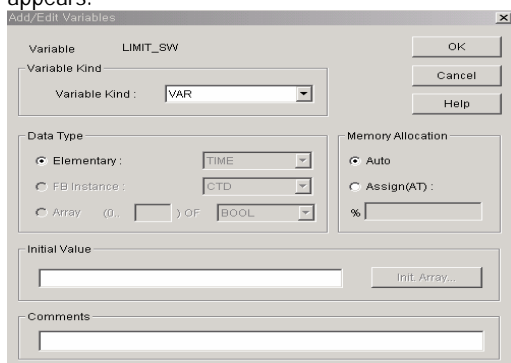 appears.
Add/Edit Variables
Variable LIMIT_SW OK
Variable Kind Cancel
Variable Kind : VAR
Help
Data Type Memory Allocation
Elementary : TIME Auto
FB Instance : CTD Assign(AT) :
Array (0.. ) OF BOOL %
Initial Value
Init. Array...
Comments